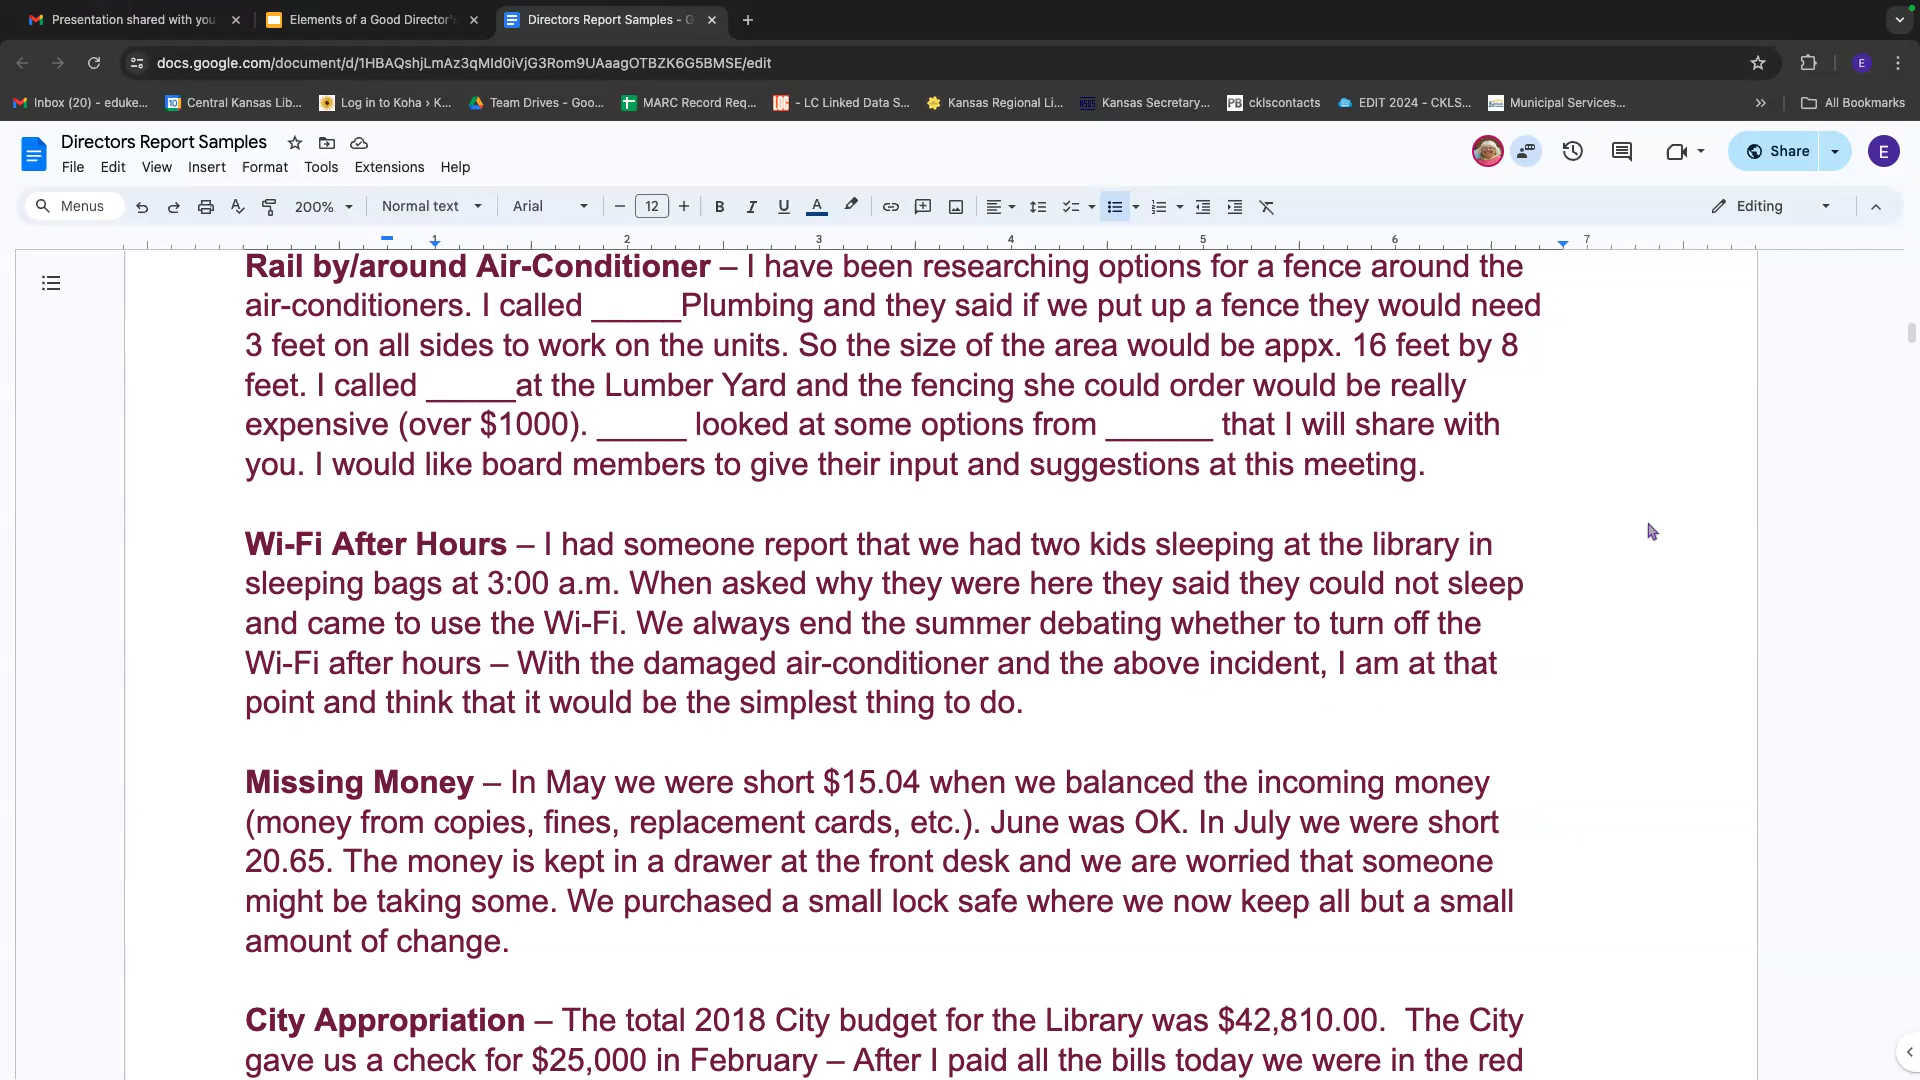 Presentation shared with you
Elements of a Good Director's
Directors Report Samples - G
docs.google.com/document/d/1HBAQshjLmAz3qMId0iVjG3Rom9UAaagOTBZK6G5BMSE/edit
E
Inbox (20) - eduke...
Central Kansas Lib...
Log in to Koha › K...
Team Drives - Goo...
MARC Record Req...
- LC Linked Data S...
Kansas Regional Li...
Kansas Secretary...
cklscontacts
EDIT 2024 - CKLS...
Municipal Services...
» All Bookmarks
Directors Report Samples
Share
E
File Edit View Insert Format Tools Extensions Help
Menus 200% Normal text Arial – 12 + B I U A Editing
1 2 3 4 5 6 7
Rail by/around Air-Conditioner – I have been researching options for a fence around the
air-conditioners. I called _____Plumbing and they said if we put up a fence they would need
3 feet on all sides to work on the units. So the size of the area would be appx. 16 feet by 8
feet. I called _____at the Lumber Yard and the fencing she could order would be really
expensive (over $1000). _____ looked at some options from ______ that I will share with
you. I would like board members to give their input and suggestions at this meeting.
Wi-Fi After Hours – I had someone report that we had two kids sleeping at the library in
sleeping bags at 3:00 a.m. When asked why they were here they said they could not sleep
and came to use the Wi-Fi. We always end the summer debating whether to turn off the
Wi-Fi after hours – With the damaged air-conditioner and the above incident, I am at that
point and think that it would be the simplest thing to do.
Missing Money – In May we were short $15.04 when we balanced the incoming money
(money from copies, fines, replacement cards, etc.). June was OK. In July we were short
20.65. The money is kept in a drawer at the front desk and we are worried that someone
might be taking some. We purchased a small lock safe where we now keep all but a small
amount of change.
City Appropriation – The total 2018 City budget for the Library was $42,810.00.  The City
gave us a check for $25,000 in February – After I paid all the bills today we were in the red